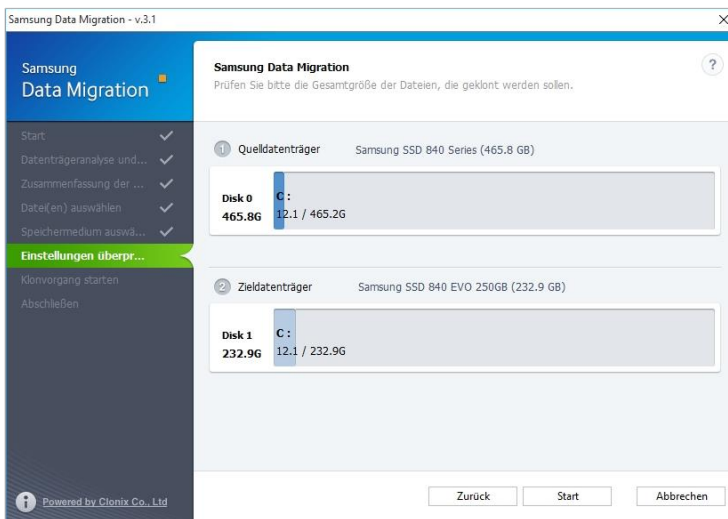 Samsung Data Migration - v.3.1
Samsung
Data Migration
Samsung Data Migration
Prüfen Sie bitte die Gesamtgröße der Dateien, die geklont werden sollen.
?
Start
Datenträgeranalyse und...
Zusammenfassung der ...
Datei(en) auswählen
Speichermedium auswä...
Einstellungen überpr...
Klonvorgang starten
Abschließen
1 Quelldatenträger Samsung SSD 840 Series (465.8 GB)
Disk 0
465.8G
C :
12.1 / 465.2G
2 Zieldatenträger Samsung SSD 840 EVO 250GB (232.9 GB)
Disk 1
232.9G
C :
12.1 / 232.9G
Powered by Clonix Co., Ltd
Zurück
Start
Abbrechen